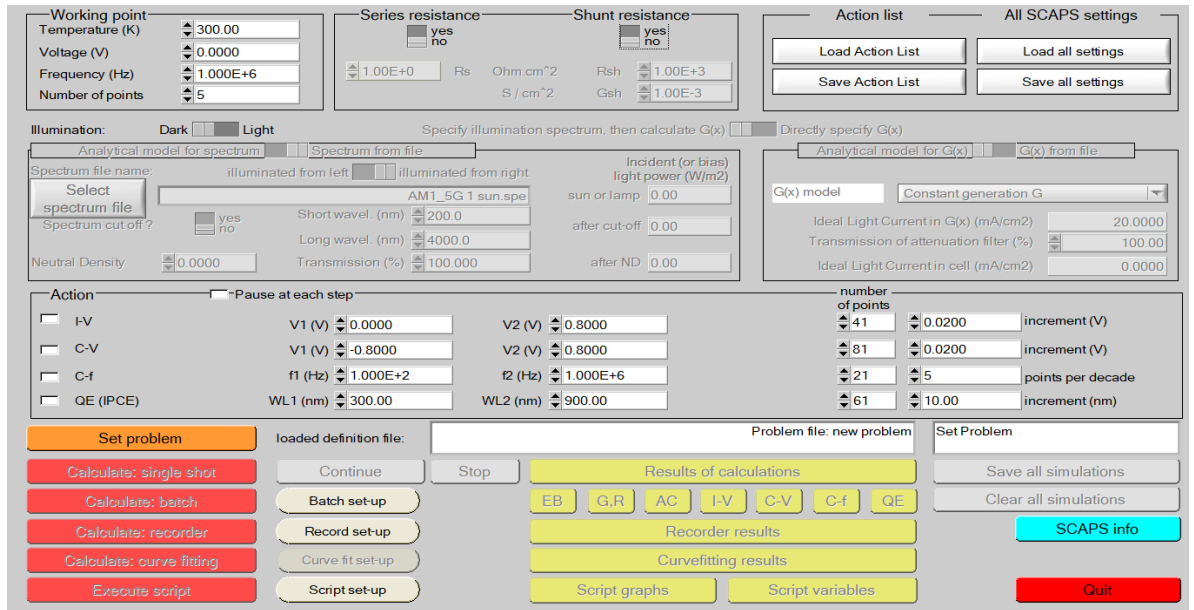 Working point
Temperature (K) 300.00
Voltage (V) 0.0000
Frequency (Hz) 1.000E+6
Number of points 5
Series resistance Shunt resistance
yes yes
no no
1.00E+0 Rs Ohm.cm^2 Rsh 1.00E+3
S / cm^2 Gsh 1.00E-3
Action list All SCAPS settings
Load Action List Load all settings
Save Action List Save all settings
Illumination: Dark Light Specify illumination spectrum, then calculate G(x) Directly specify G(x)
Analytical model for spectrum Spectrum from file
Spectrum file name: illuminated from left illuminated from right
Incident (or bias)
light power (W/m2)
Select
spectrum file
AM1_5G 1 sun.spe sun or lamp 0.00
Spectrum cut off ? yes
no
Short wavel. (nm) 200.0
after cut-off 0.00
Long wavel. (nm) 4000.0
Neutral Density 0.0000 Transmission (%) 100.000 after ND 0.00
Analytical model for G(x) G(x) from file
G(x) model Constant generation G
Ideal Light Current in G(x) (mA/cm2) 20.0000
Transmission of attenuation filter (%) 100.00
Ideal Light Current in cell (mA/cm2) 0.0000
Action Pause at each step number
of points
I-V V1 (V) 0.0000 V2 (V) 0.8000 41 0.0200 increment (V)
C-V V1 (V) -0.8000 V2 (V) 0.8000 81 0.0200 increment (V)
C-f f1 (Hz) 1.000E+2 f2 (Hz) 1.000E+6 21 5 points per decade
QE (IPCE) WL1 (nm) 300.00 WL2 (nm) 900.00 61 10.00 increment (nm)
Set problem loaded definition file: Problem file: new problem Set Problem
Calculate: single shot Continue Stop Results of calculations Save all simulations
Calculate: batch Batch set-up EB G,R AC I-V C-V C-f QE Clear all simulations
Calculate: recorder Record set-up Recorder results SCAPS info
Calculate: curve fitting Curve fit set-up Curvefitting results
Execute script Script set-up Script graphs Script variables Quit